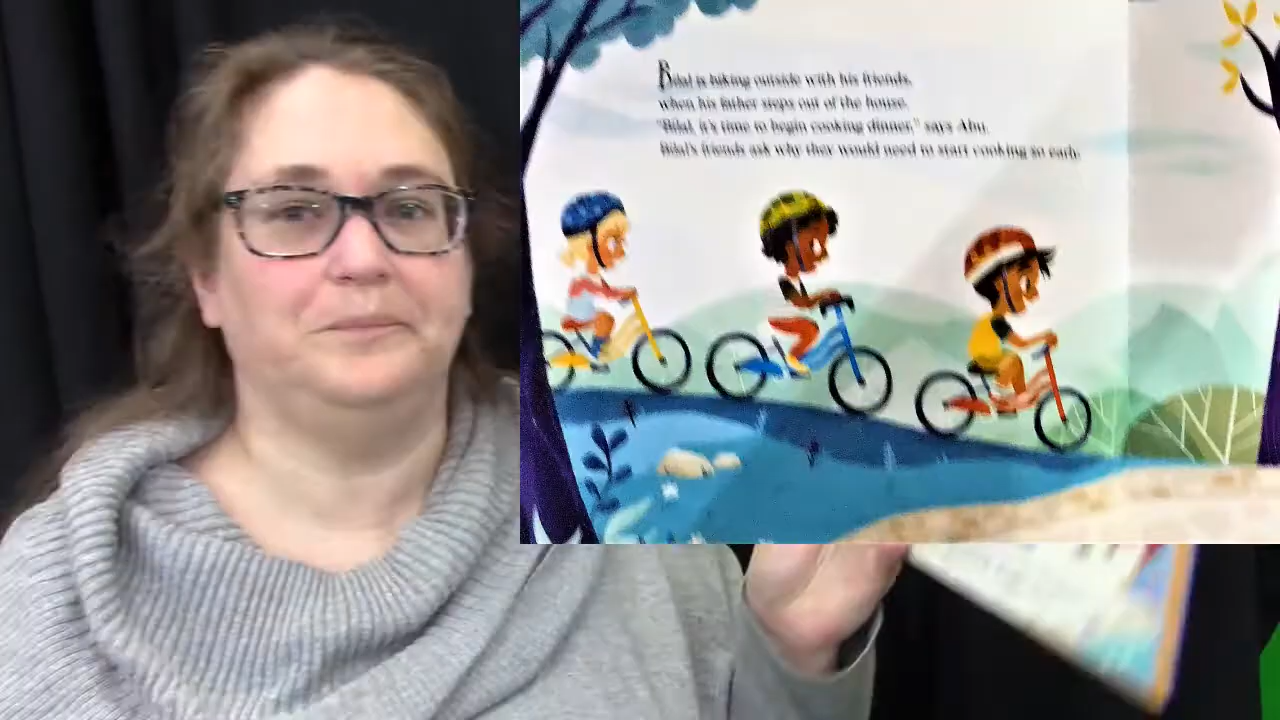 Bilal is biking outside with his friends,
when his father steps out of the house.
"Bilal, it's time to begin cooking dinner," says Abu.
Bilal's friends ask why they would need to start cooking so early.